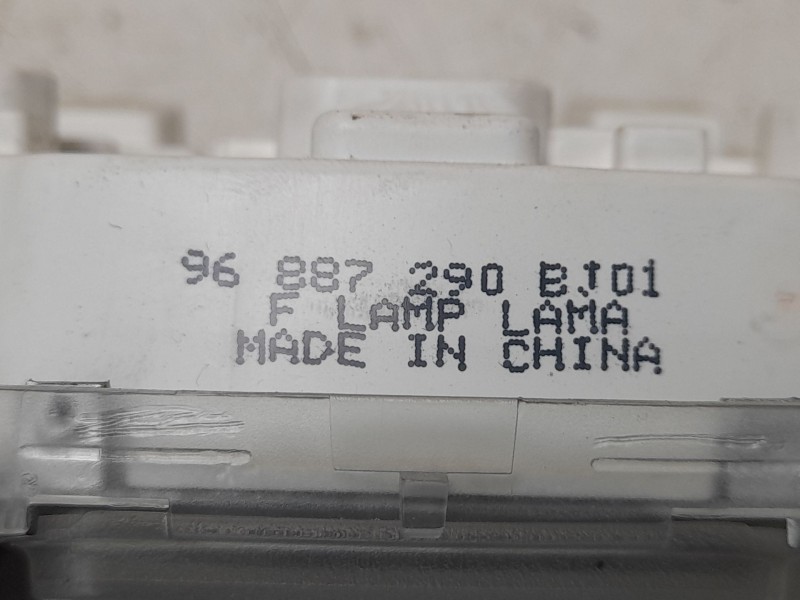 96 887 290 BJ01
F LAMP LAMA
MADE IN CHINA